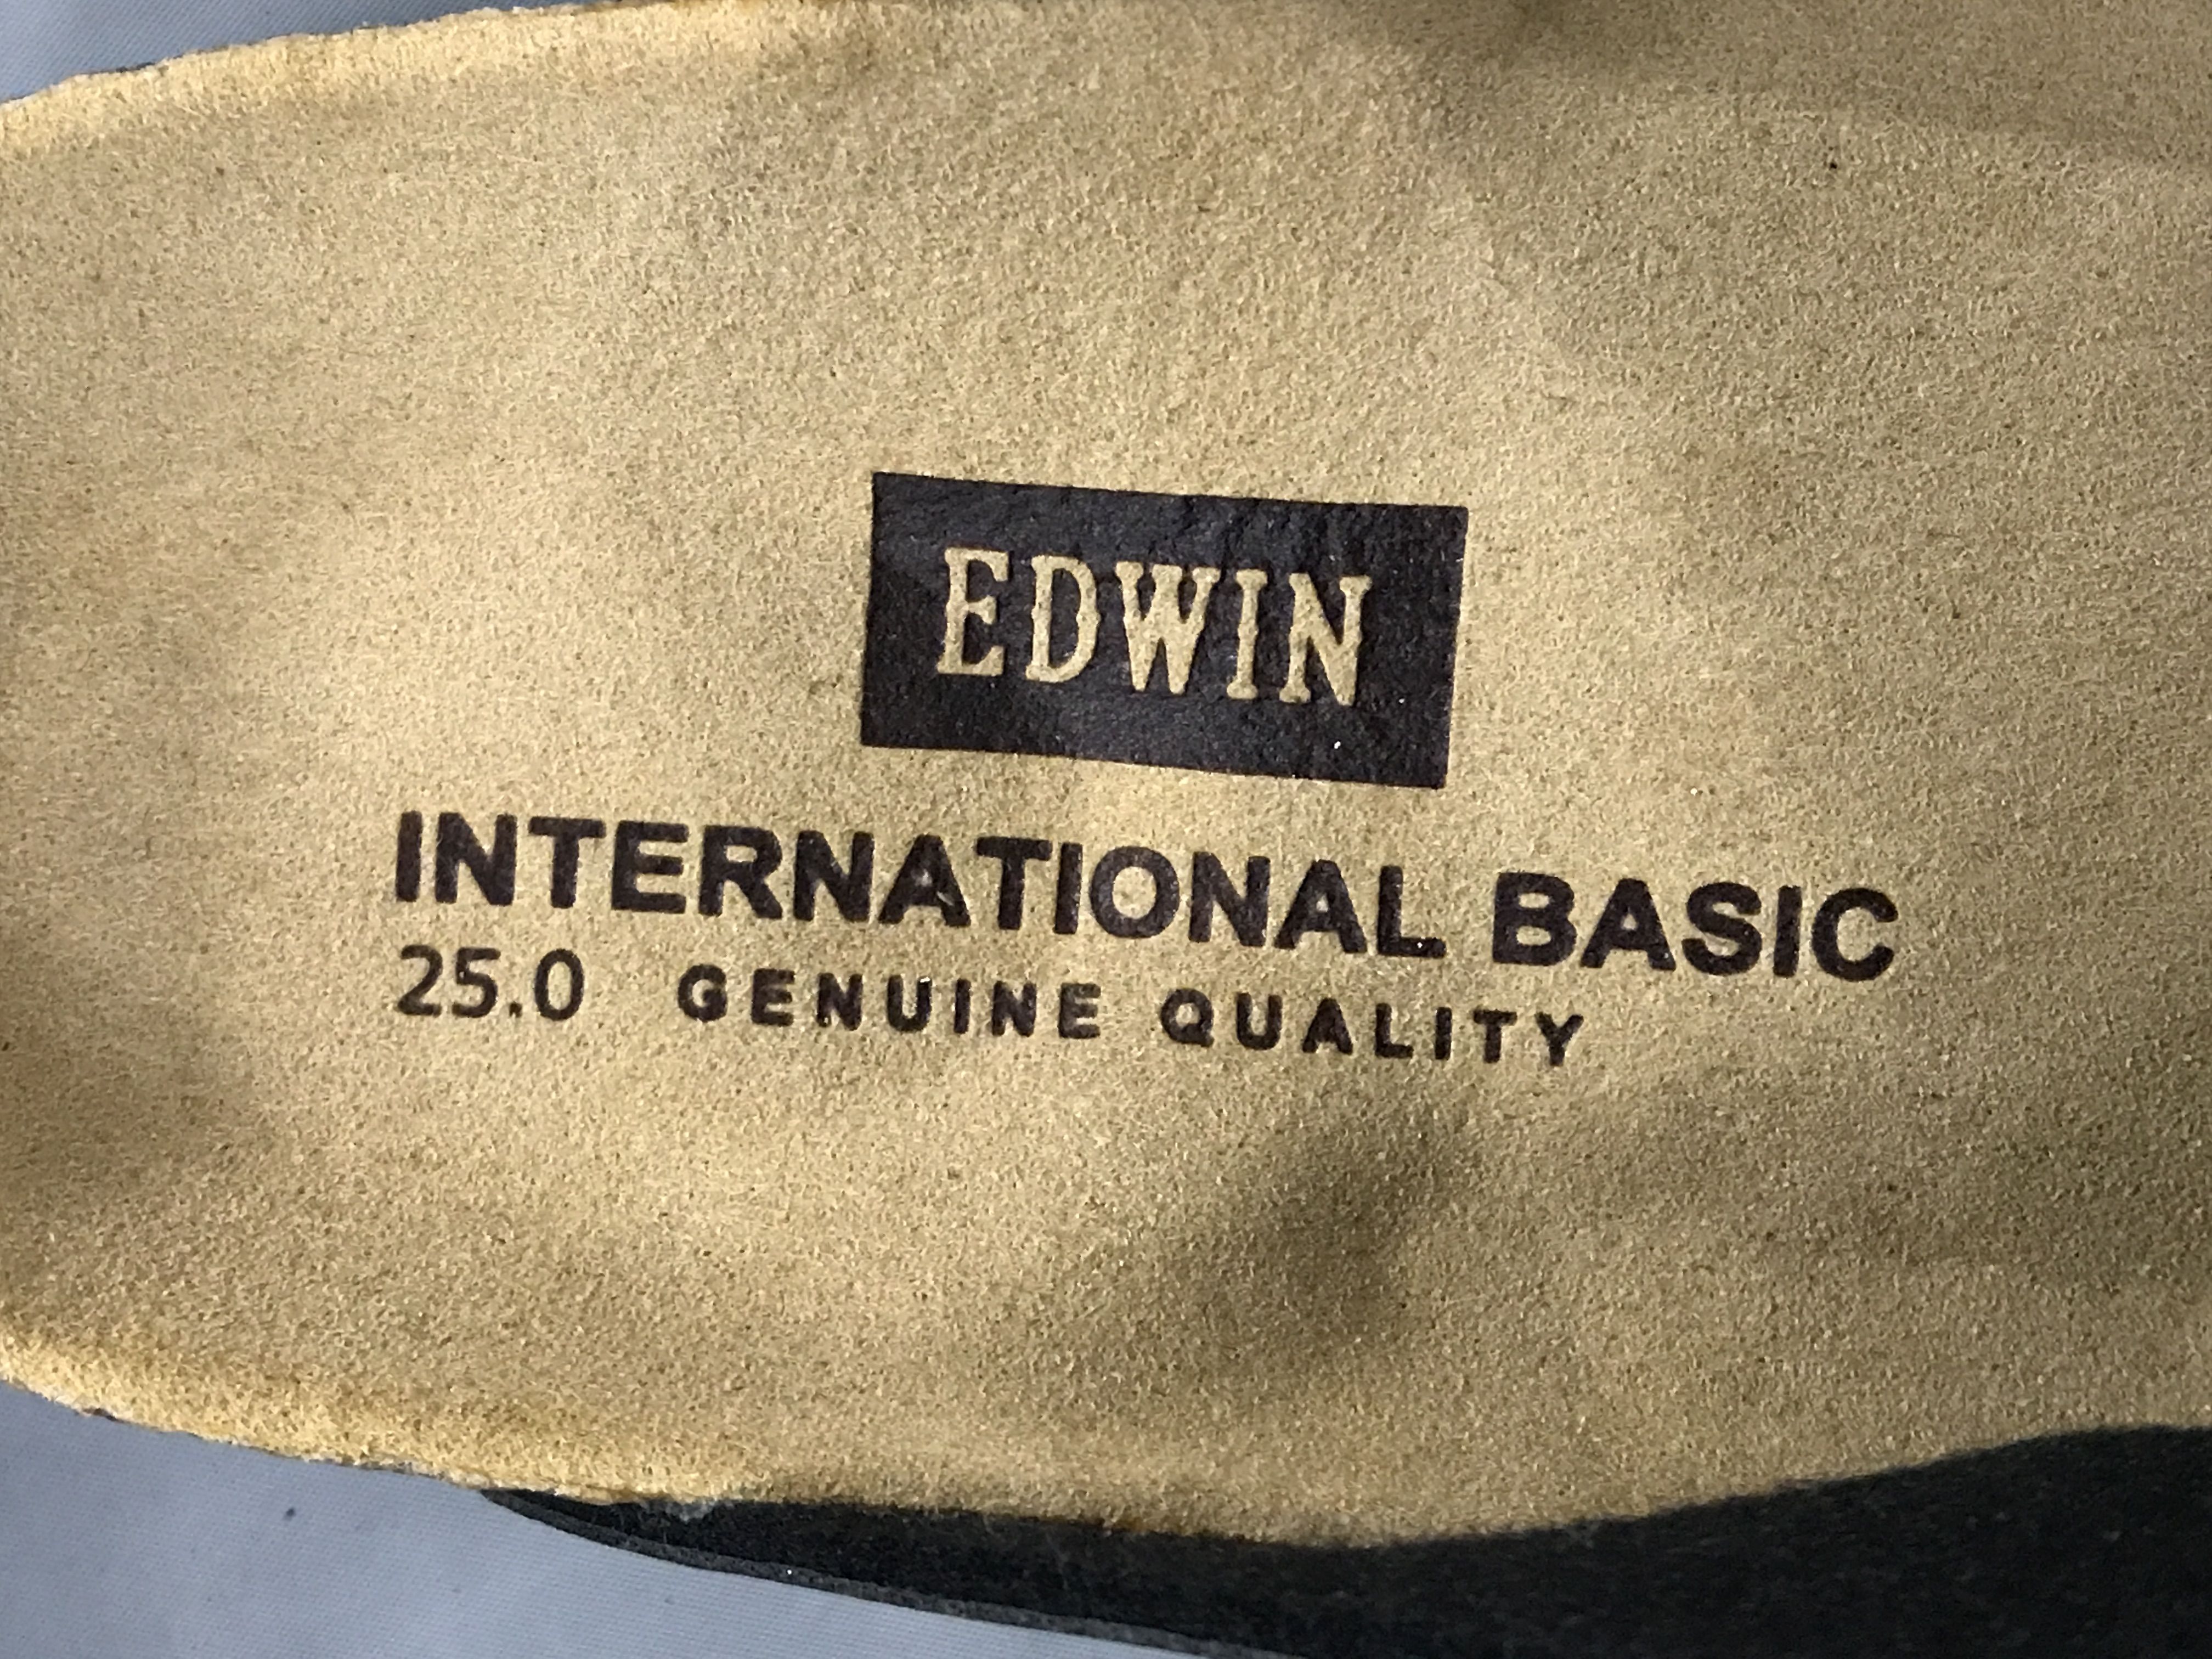 EDWIN
INTERNATIONAL BASIC
25.0 GENUINE QUALITY